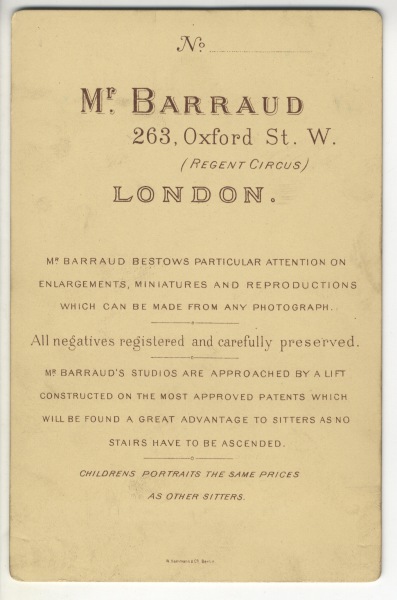 No.
Mr. BARRAUD
263, Oxford St. W.
(REGENT CIRCUS)
LONDON.
MR BARRAUD BESTOWS PARTICULAR ATTENTION ON
ENLARGEMENTS, MINIATURES AND REPRODUCTIONS
WHICH CAN BE MADE FROM ANY PHOTOGRAPH.
All negatives registered and carefully preserved.
MR BARRAUD'S STUDIOS ARE APPROACHED BY A LIFT
CONSTRUCTED ON THE MOST APPROVED PATENTS WHICH
WILL BE FOUND A GREAT ADVANTAGE TO SITTERS AS NO
STAIRS HAVE TO BE ASCENDED.
CHILDRENS PORTRAITS THE SAME PRICES
AS OTHER SITTERS.
Berlin